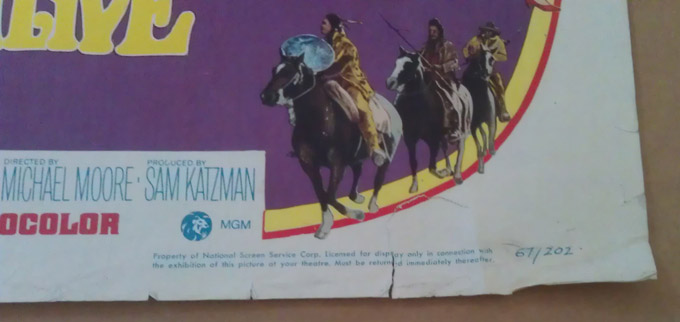 DIRECTED BY
MICHAEL MOORE
PRODUCED BY
SAM KATZMAN
OCOLOR
MGM
Property of National Screen Service Corp. Licensed for display only in connection with
the exhibition of this picture at your theatre. Must be returned immediately thereafter.
67/202